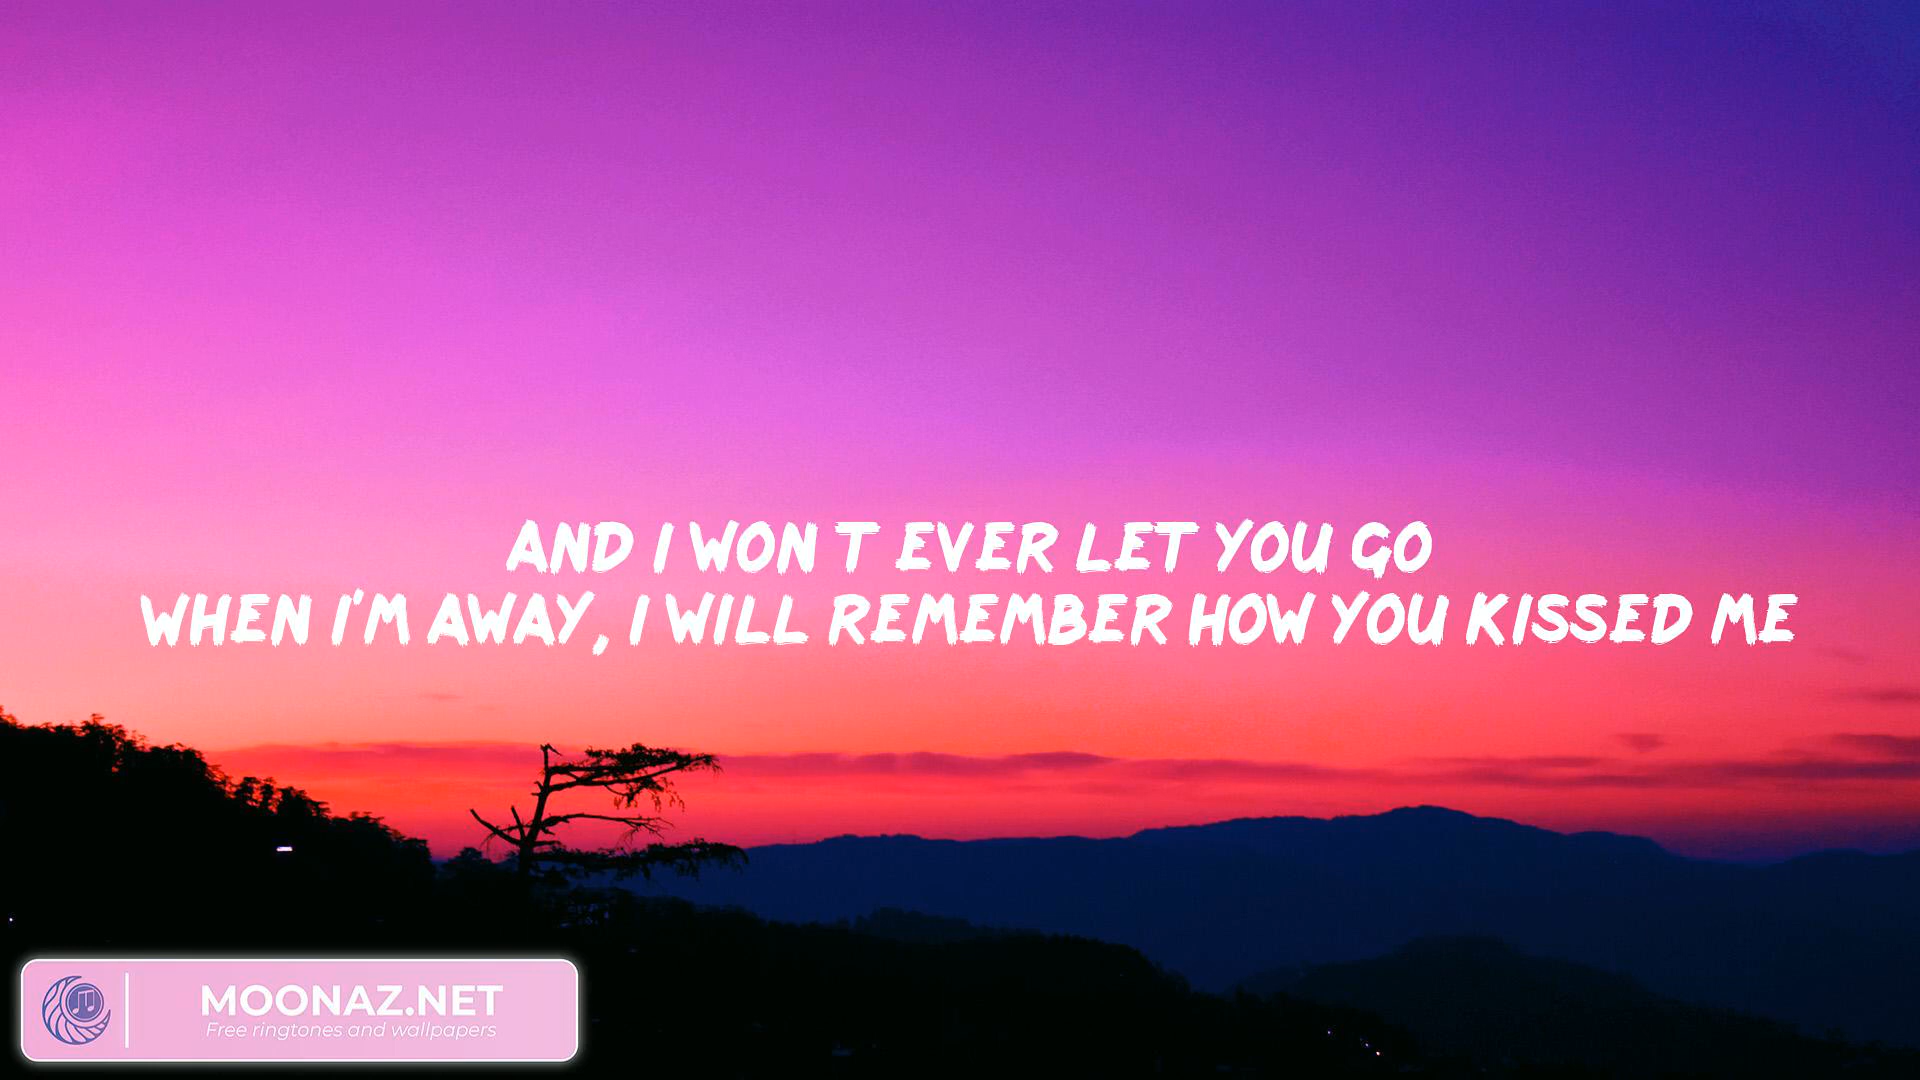 AND I WON T EVER LET YOU GO
WHEN I'M AWAY, I WILL REMEMBER HOW YOU KISSED ME
MOONAZ.NET
Free ringtones and wallpapers